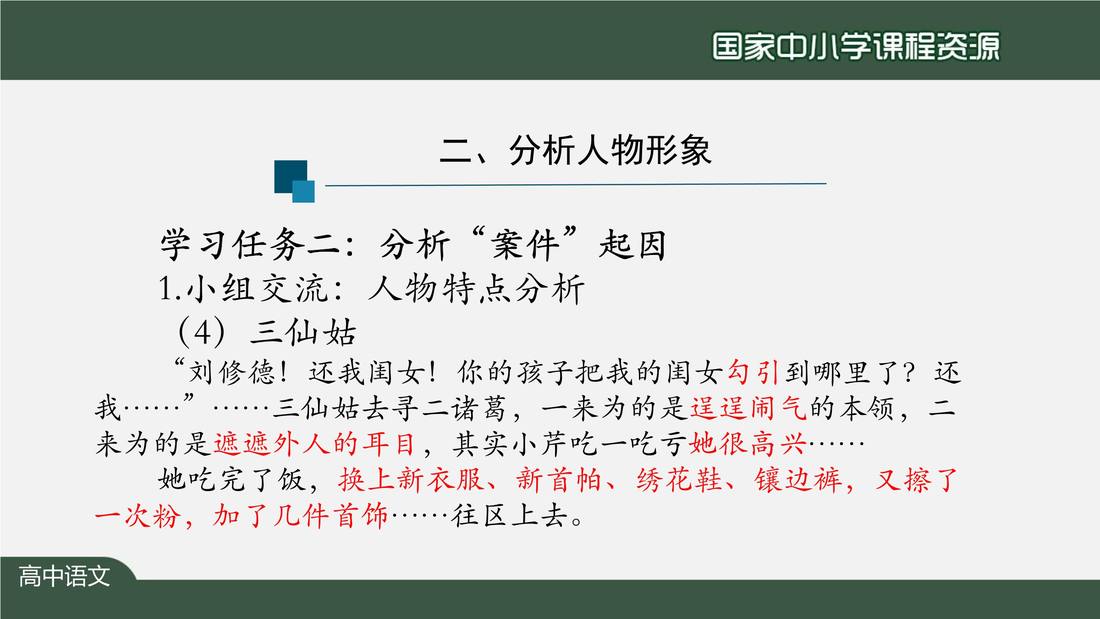 国家中小学课程资源
二、分析人物形象
学习任务二：分析“案件”起因
1.小组交流：人物特点分析
（4）三仙姑
“刘修德！还我闺女！你的孩子把我的闺女勾引到哪里了？还
我……”……三仙姑去寻二诸葛，一来为的是逞逞闹气的本领，二
来为的是遮遮外人的耳目，其实小芹吃一吃亏她很高兴……
她吃完了饭，换上新衣服、新首帕、绣花鞋、镶边裤，又擦了
一次粉，加了几件首饰……往区上去。
高中语文